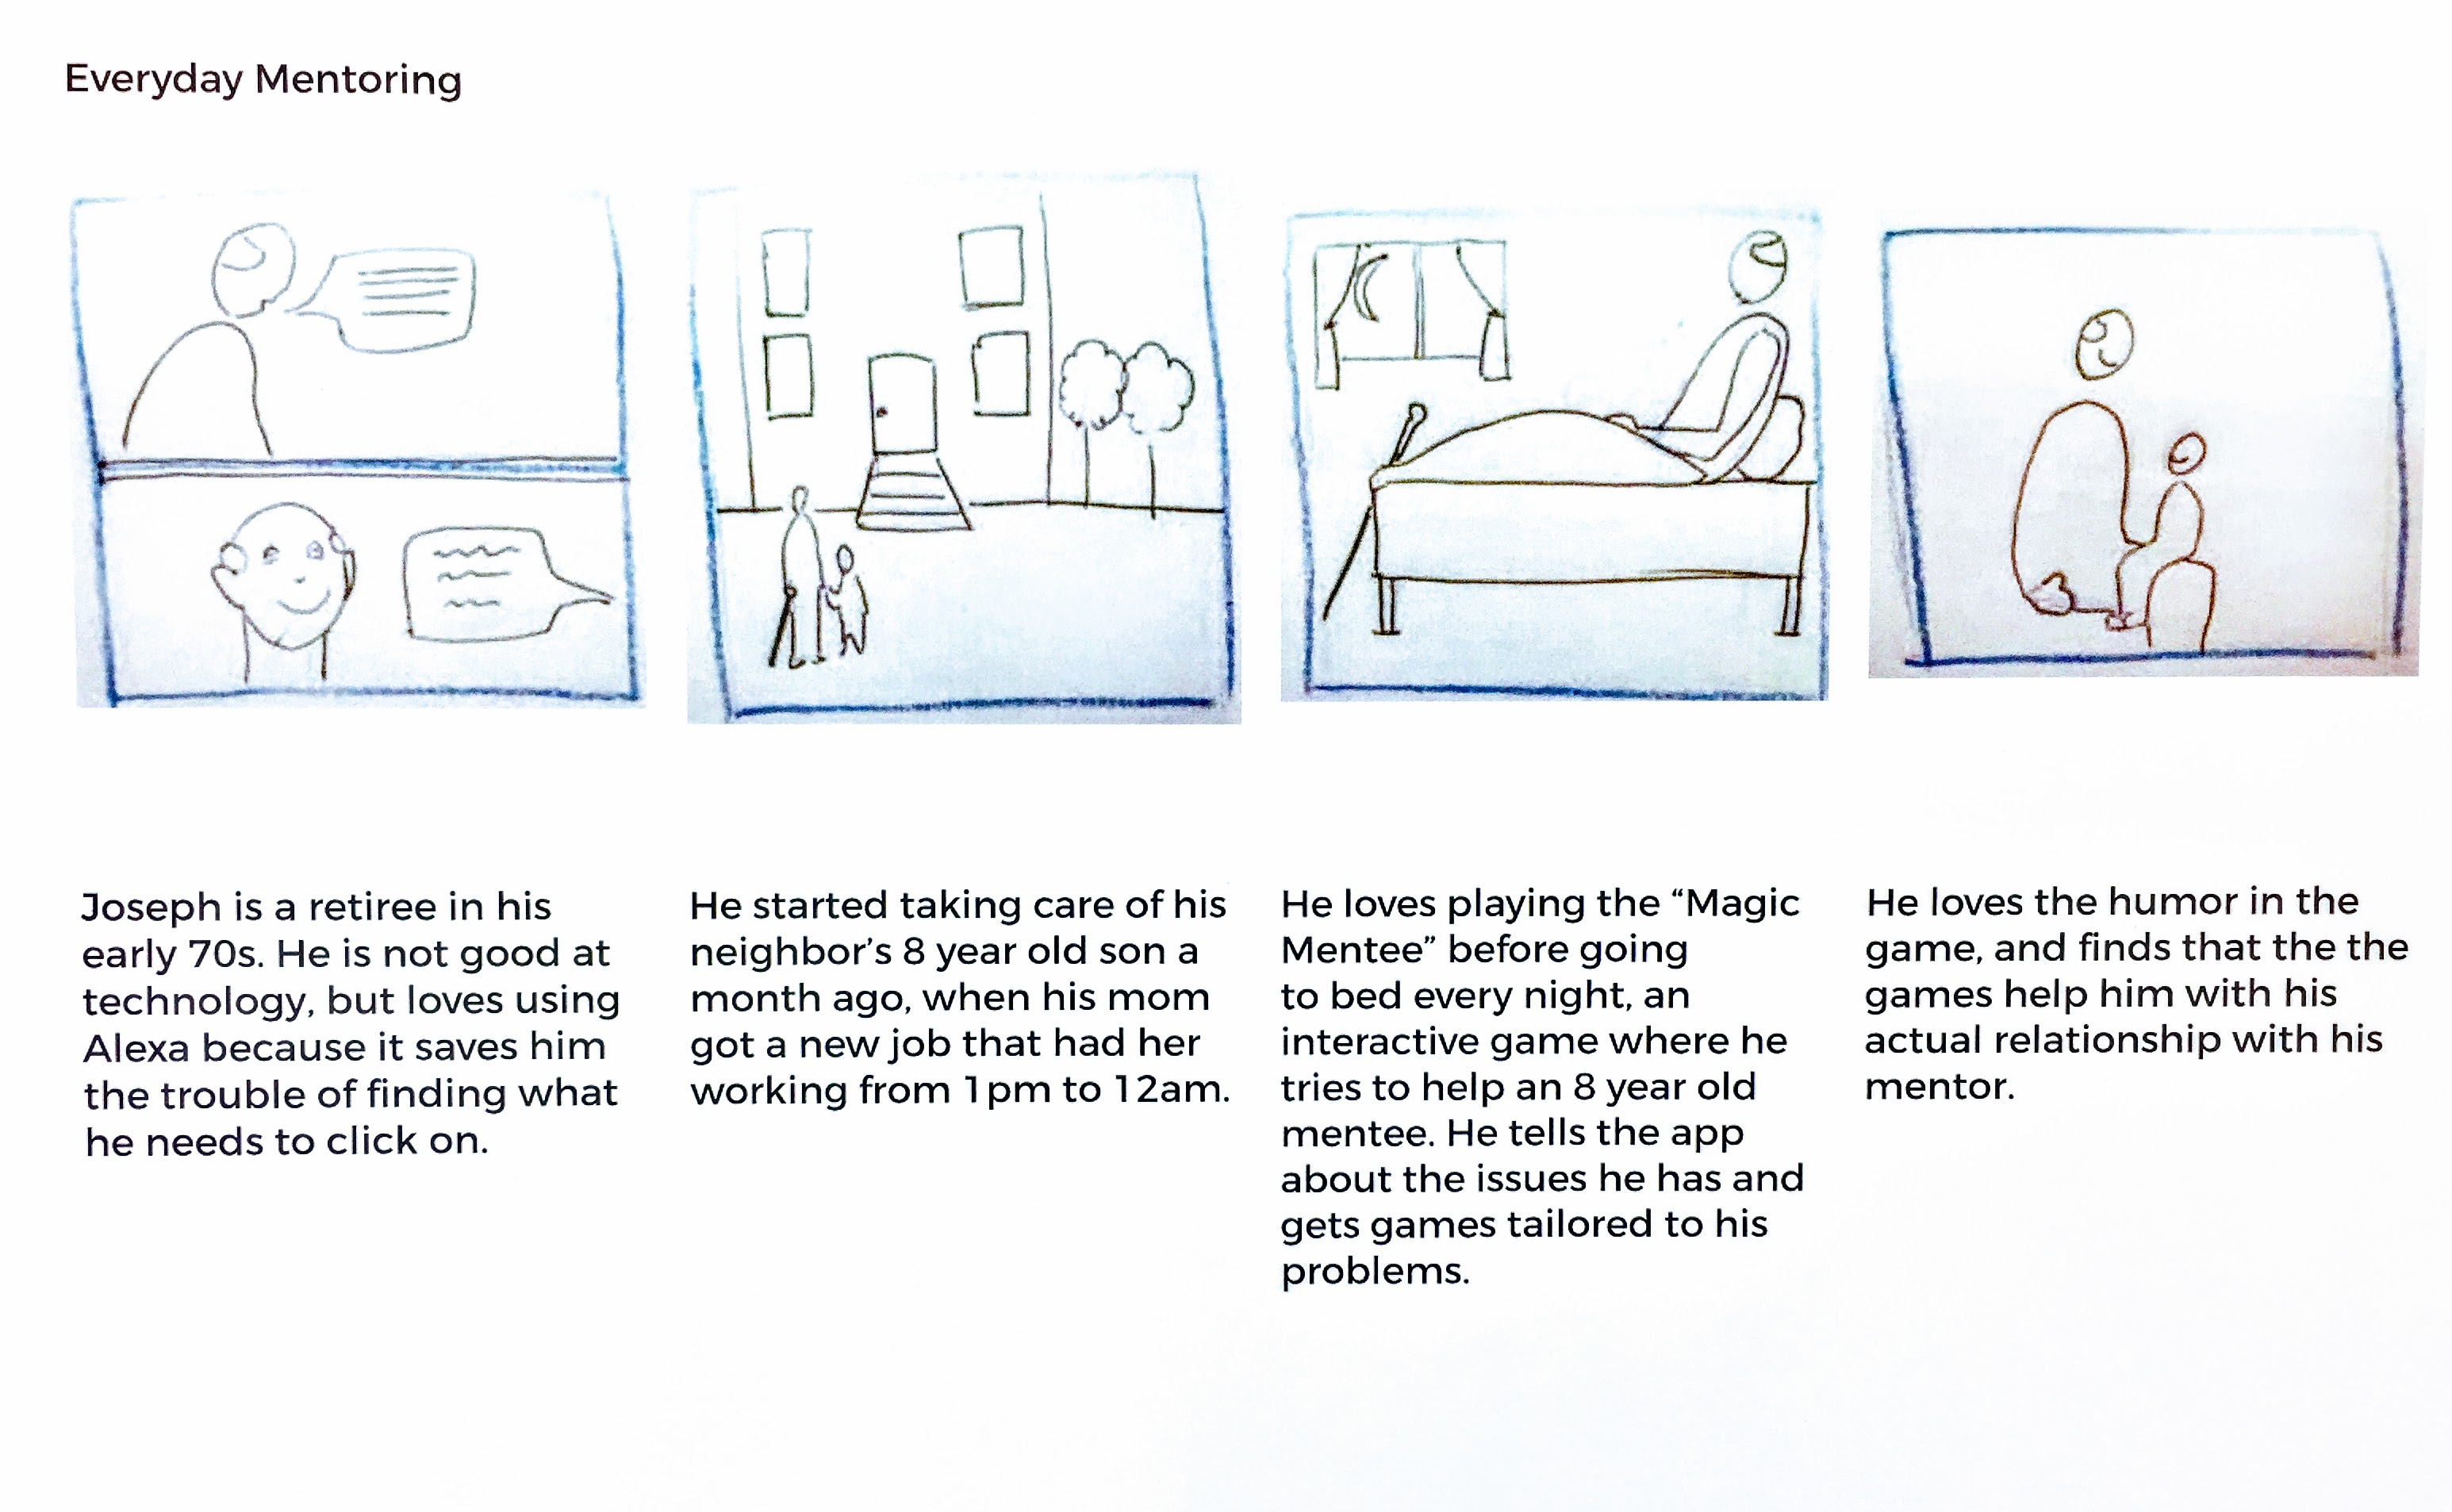 Everyday Mentoring
Joseph is a retiree in his
early 70s. He is not good at
technology, but loves using
Alexa because it saves him
the trouble of finding what
he needs to click on.
He started taking care of his
neighbor's 8 year old son a
month ago, when his mom
got a new job that had her
working from 1pm to 12am.
He loves playing the “Magic
Mentee” before going
to bed every night, an
interactive game where he
tries to help an 8 year old
mentee. He tells the app
about the issues he has and
gets games tailored to his
problems.
He loves the humor in the
game, and finds that the the
games help him with his
actual relationship with his
mentor.